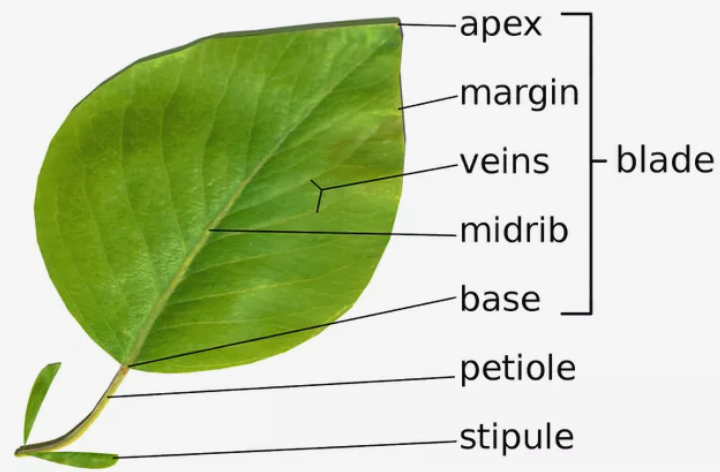 apex
margin
veins
blade
midrib
base
petiole
stipule